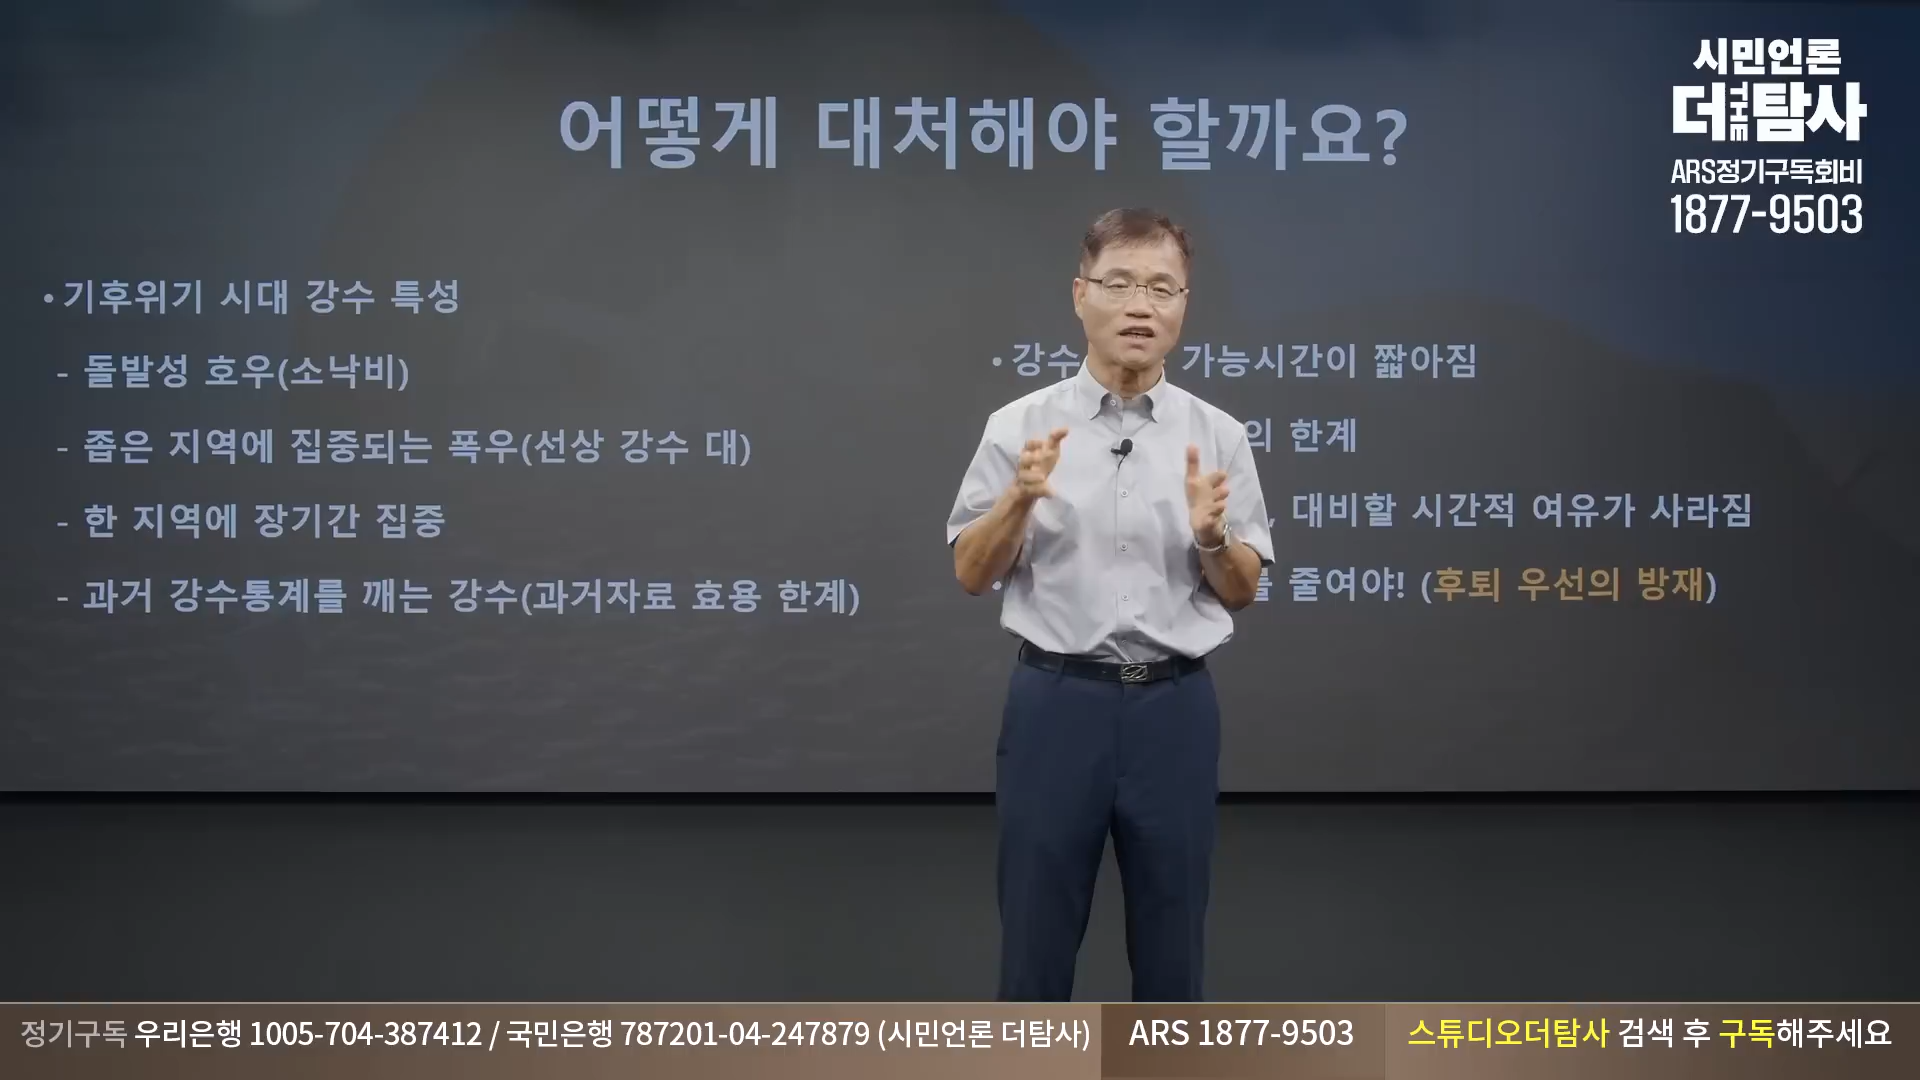 어떻게 대처해야 할까요?
• 기후위기 시대 강수 특성
- 돌발성 호우(소낙비)
- 좁은 지역에 집중되는 폭우(선상 강수 대)
- 한 지역에 장기간 집중
- 과거 강수통계를 깨는 강수(과거자료 효용 한계)
• 강수 가능시간이 짧아짐
의 한계
, 대비할 시간적 여유가 사라짐
• 줄여야! (후퇴 우선의 방재)
시민언론
더탐사
THE
ARS정기구독회비
1877-9503
정기구독 우리은행 1005-704-387412 / 국민은행 787201-04-247879 (시민언론 더탐사)
ARS 1877-9503
스튜디오더탐사 검색 후 구독해주세요